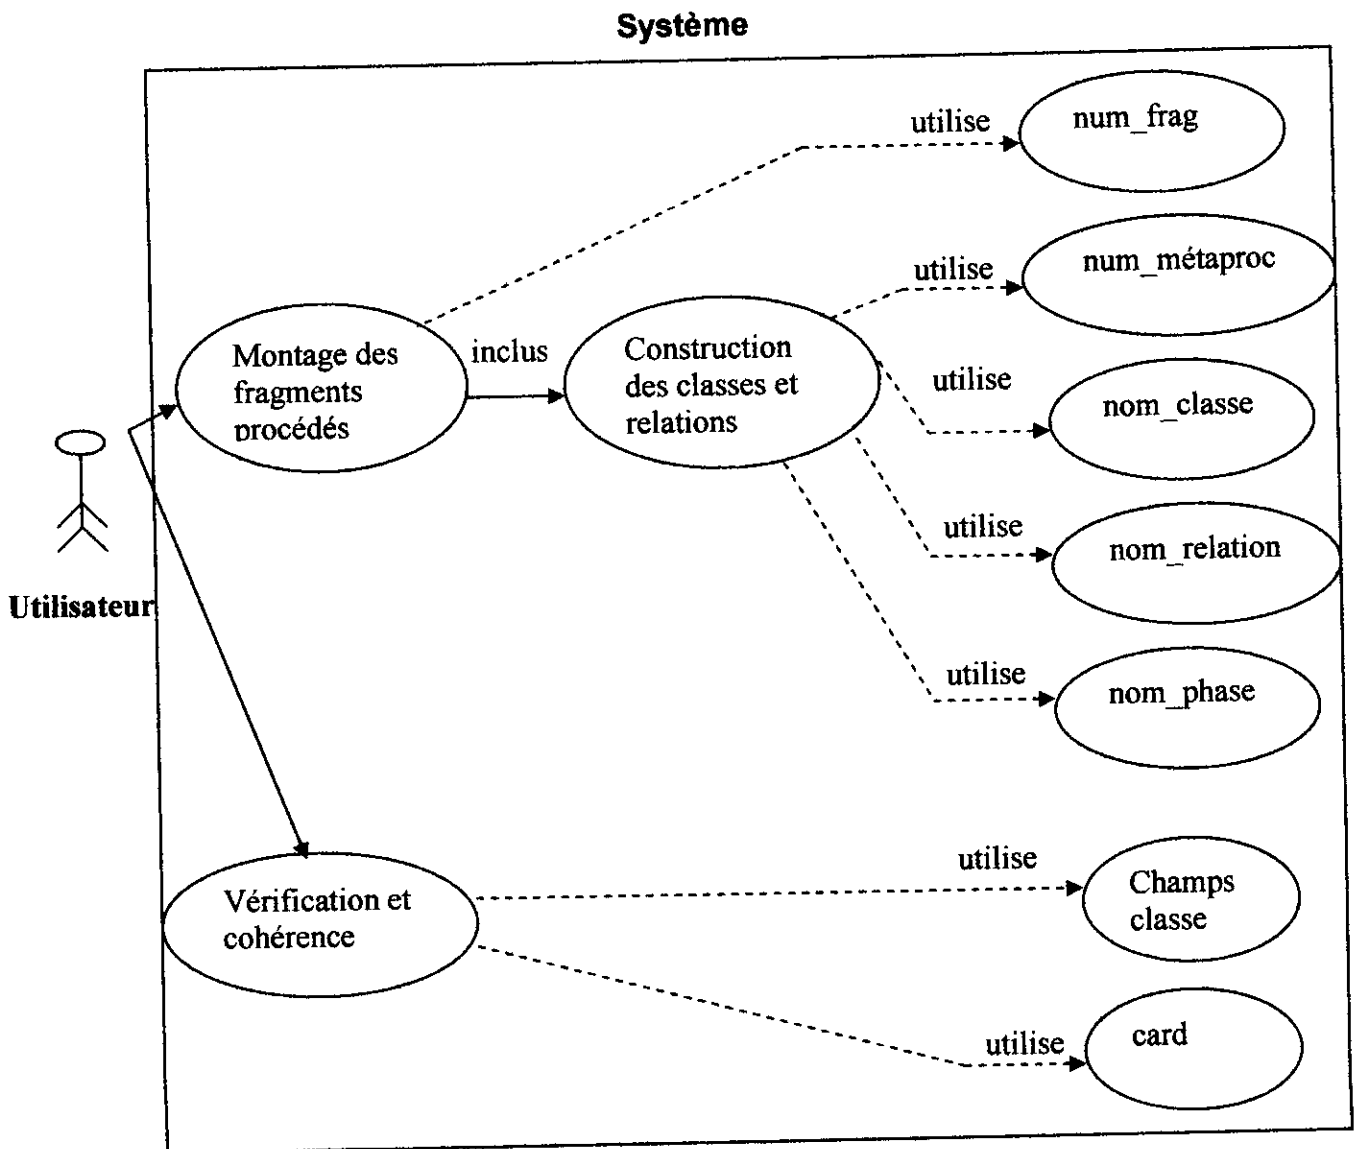 Système
utilise
num_frag
utilise
num_métaproc
Montage des
fragments
procédés
inclus
Construction
des classes et
relations
utilise
nom_classe
utilise
nom_relation
Utilisateur
utilise
nom_phase
utilise
Champs
classe
Vérification et
cohérence
utilise
card